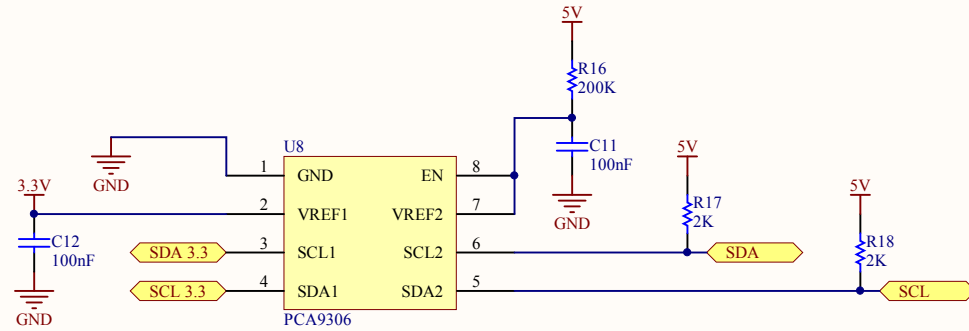 5V
R16
200K
U8
C11
100nF
5V
1 GND EN 8
GND
3.3V
GND
5V
2 VREF1 VREF2 7
R17
2K
C12
100nF
SDA 3.3 3 SCL1 SCL2 6 SDA
R18
2K
SCL 3.3 4 SDA1 SDA2 5 SCL
GND
PCA9306